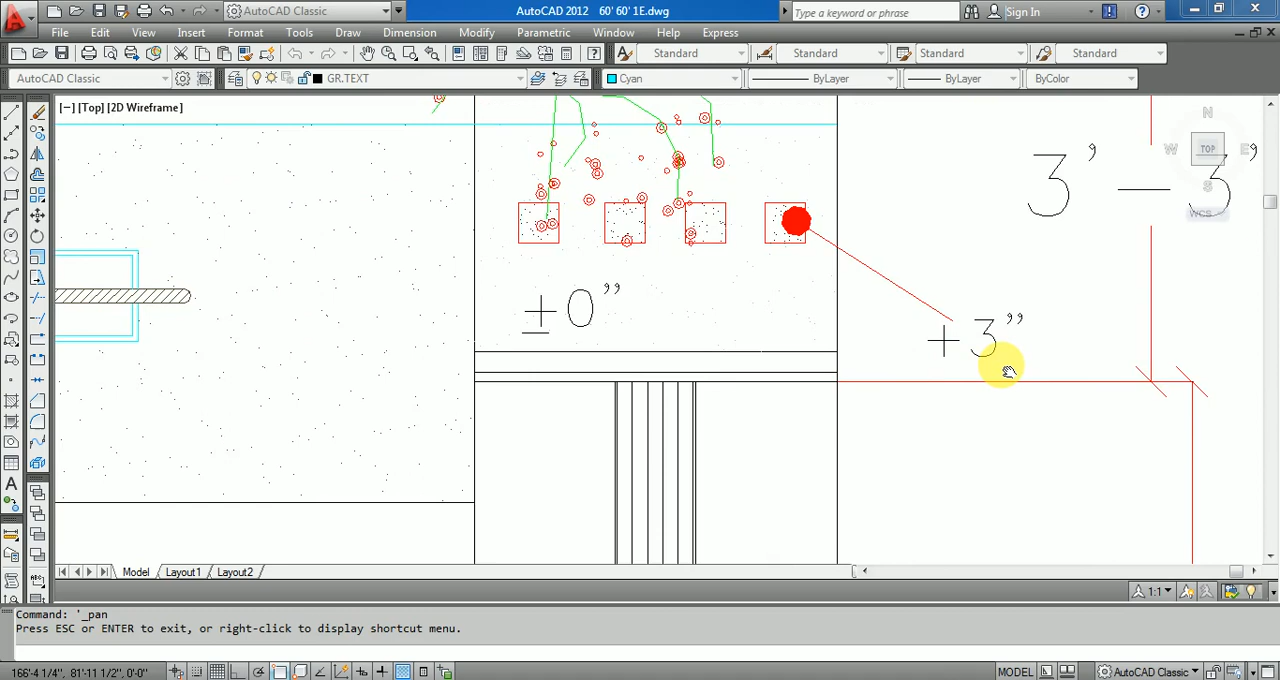 AutoCAD Classic
AutoCAD 2012 60' 60' 1E.dwg
Type a keyword or phrase
Sign In
File Edit View Insert Format Tools Draw Dimension Modify Parametric Window Help Express
Standard Standard Standard Standard
AutoCAD Classic
GR.TEXT
Cyan
ByLayer
ByLayer
ByColor
[−] [Top] [2D Wireframe]
N
W TOP E
S
WCS
3' — 3"
±0"
+3"
Model Layout1 Layout2
1:1
Command: '_pan
Press ESC or ENTER to exit, or right-click to display shortcut menu.
166'-4 1/4", 81'-11 1/2", 0'-0"
MODEL
AutoCAD Classic